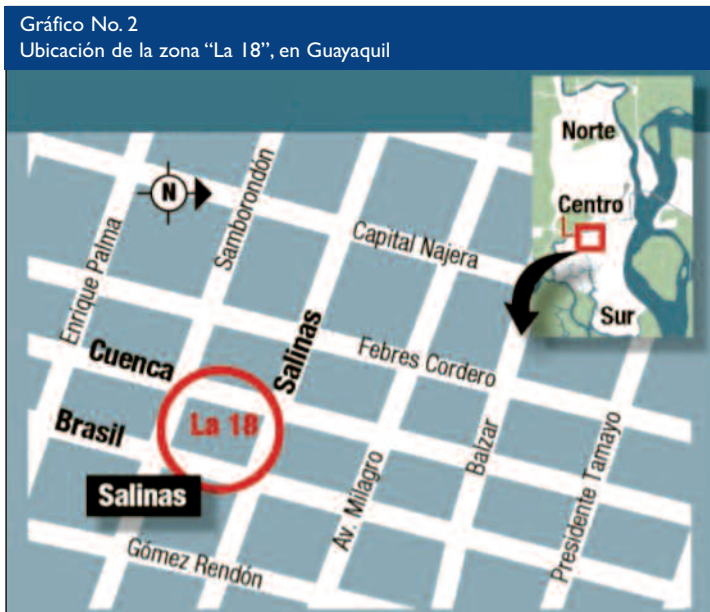 Gráfico No. 2
Ubicación de la zona “La 18”, en Guayaquil
Norte
Centro
L
Sur
N
Samborondón
Enrique Palma
Capital Najera
Salinas
Febres Cordero
Cuenca
Brasil
La 18
Salinas
Av. Milagro
Balzar
Presidente Tamayo
Gómez Rendón